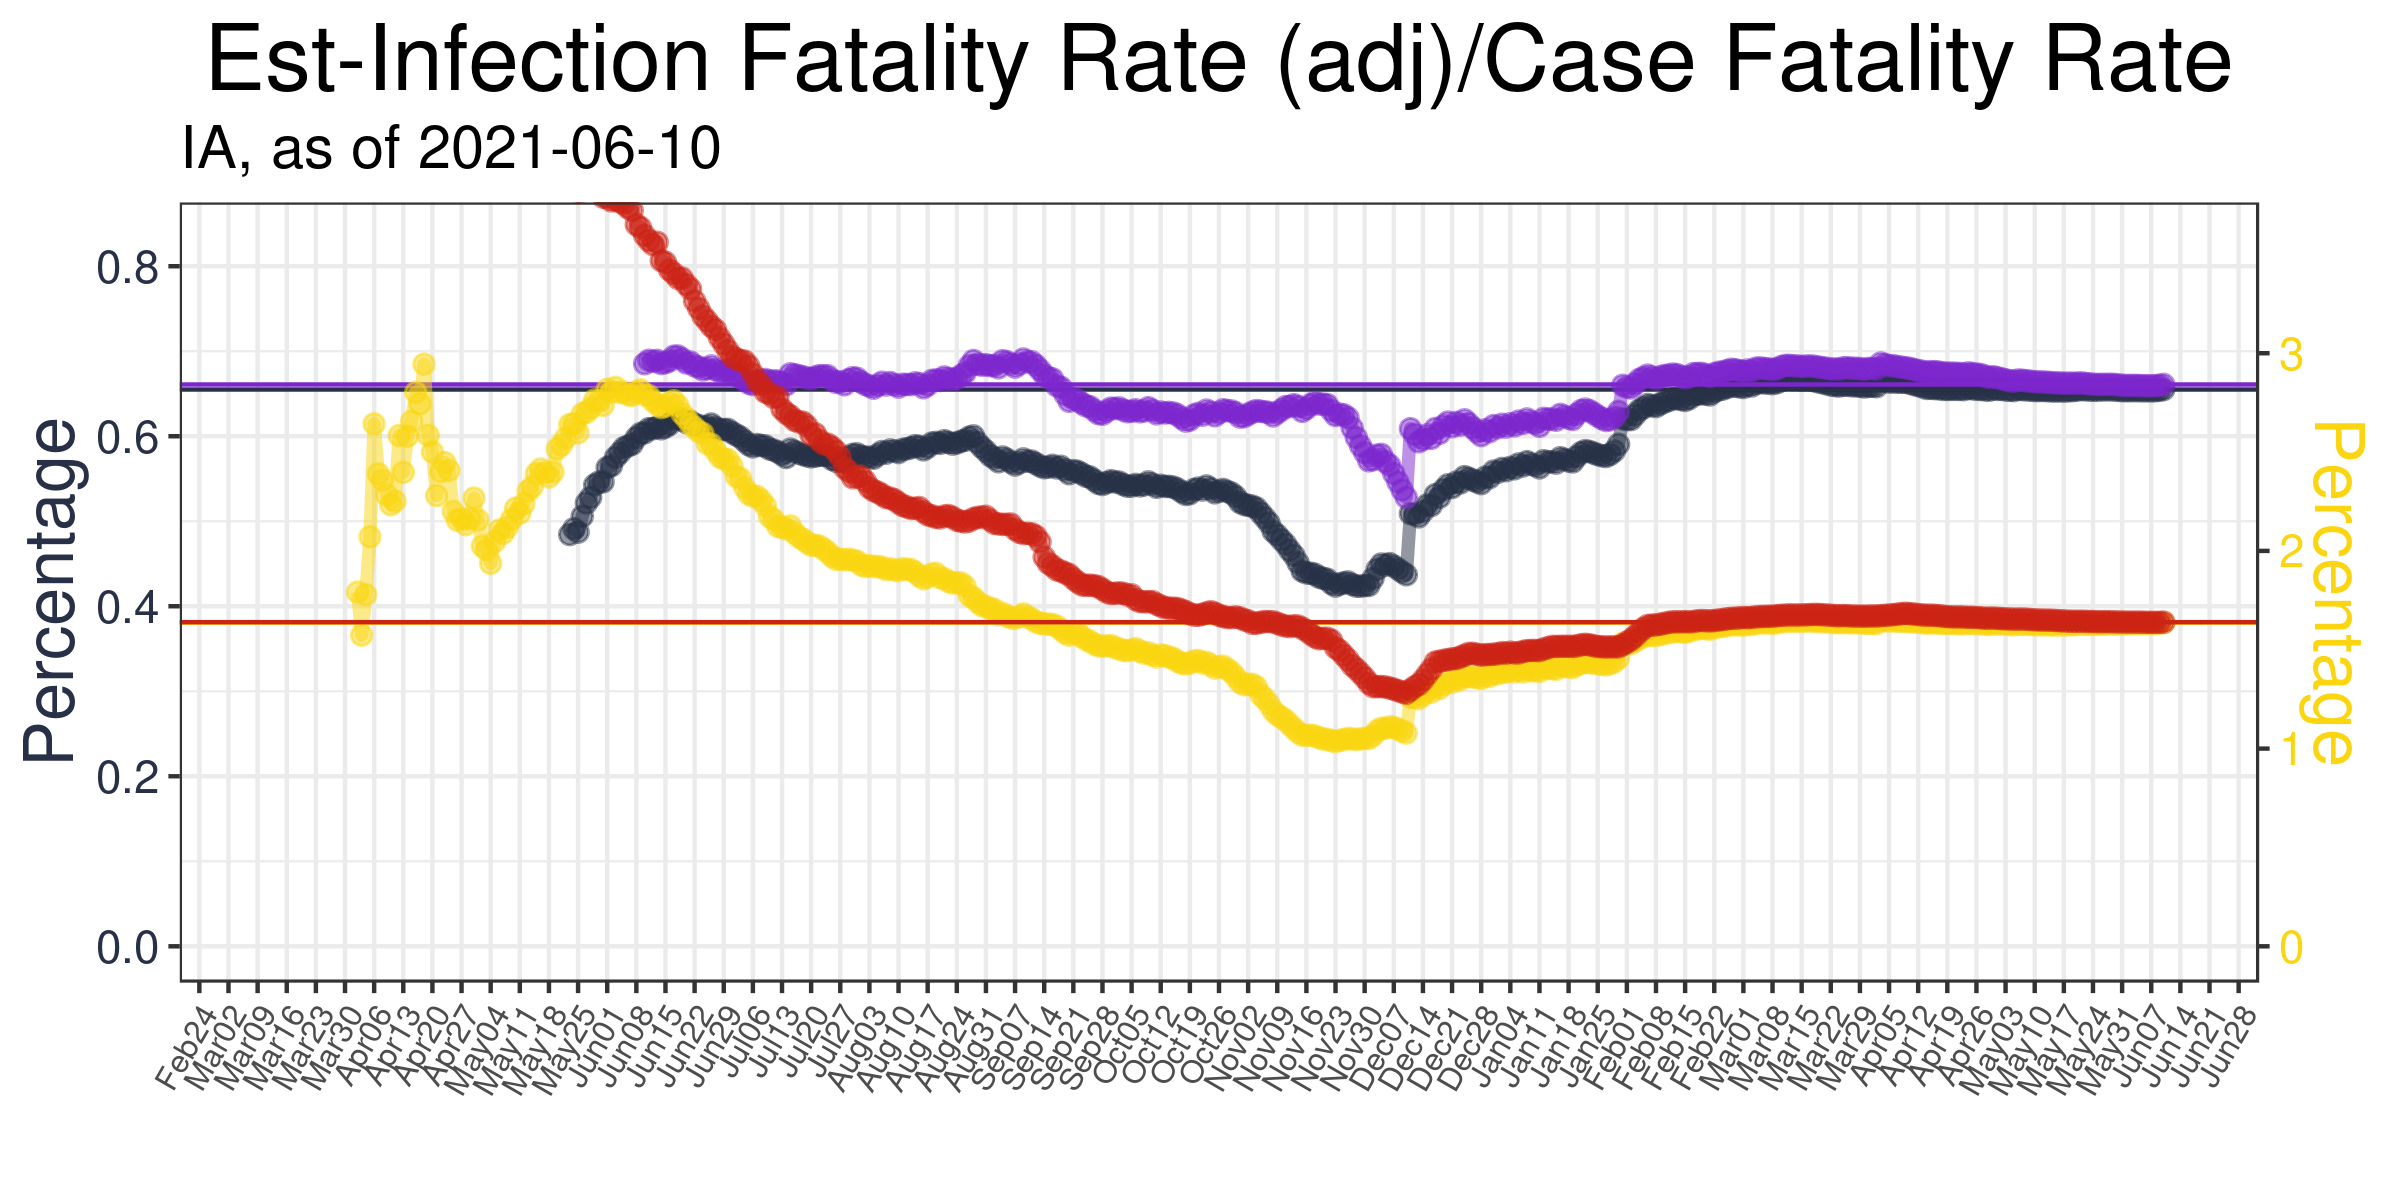 Est-Infection Fatality Rate (adj)/Case Fatality Rate
IA, as of 2021-06-10
Percentage
0.8
0.6
0.4
0.2
0.0
3
2
1
0
Percentage
Feb24
Mar02
Mar09
Mar16
Mar23
Mar30
Apr06
Apr13
Apr20
Apr27
May04
May11
May18
May25
Jun01
Jun08
Jun15
Jun22
Jun29
Jul06
Jul13
Jul20
Jul27
Aug03
Aug10
Aug17
Aug24
Aug31
Sep07
Sep14
Sep21
Sep28
Oct05
Oct12
Oct19
Oct26
Nov02
Nov09
Nov16
Nov23
Nov30
Dec07
Dec14
Dec21
Dec28
Jan04
Jan11
Jan18
Jan25
Feb01
Feb08
Feb15
Feb22
Mar01
Mar08
Mar15
Mar22
Mar29
Apr05
Apr12
Apr19
Apr26
May03
May10
May17
May24
May31
Jun07
Jun14
Jun21
Jun28